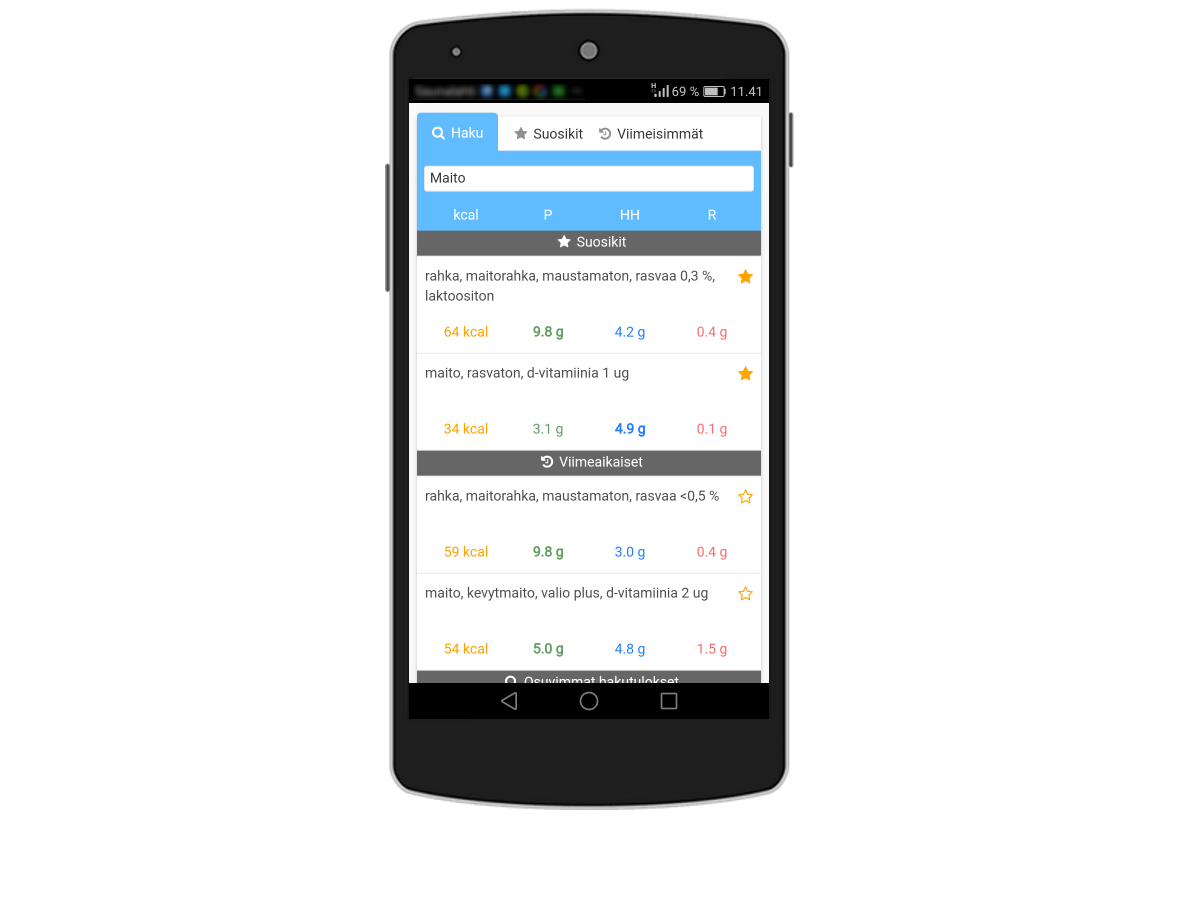 69 % 11.41
Haku Suosikit Viimeisimmät
Maito
kcal P HH R
Suosikit
rahka, maitorahka, maustamaton, rasvaa 0,3 %,
laktoositon
64 kcal 9.8 g 4.2 g 0.4 g
maito, rasvaton, d-vitamiinia 1 ug
34 kcal 3.1 g 4.9 g 0.1 g
Viimeaikaiset
rahka, maitorahka, maustamaton, rasvaa <0,5 %
59 kcal 9.8 g 3.0 g 0.4 g
maito, kevytmaito, valio plus, d-vitamiinia 2 ug
54 kcal 5.0 g 4.8 g 1.5 g
Osuvimmat hakutulokset